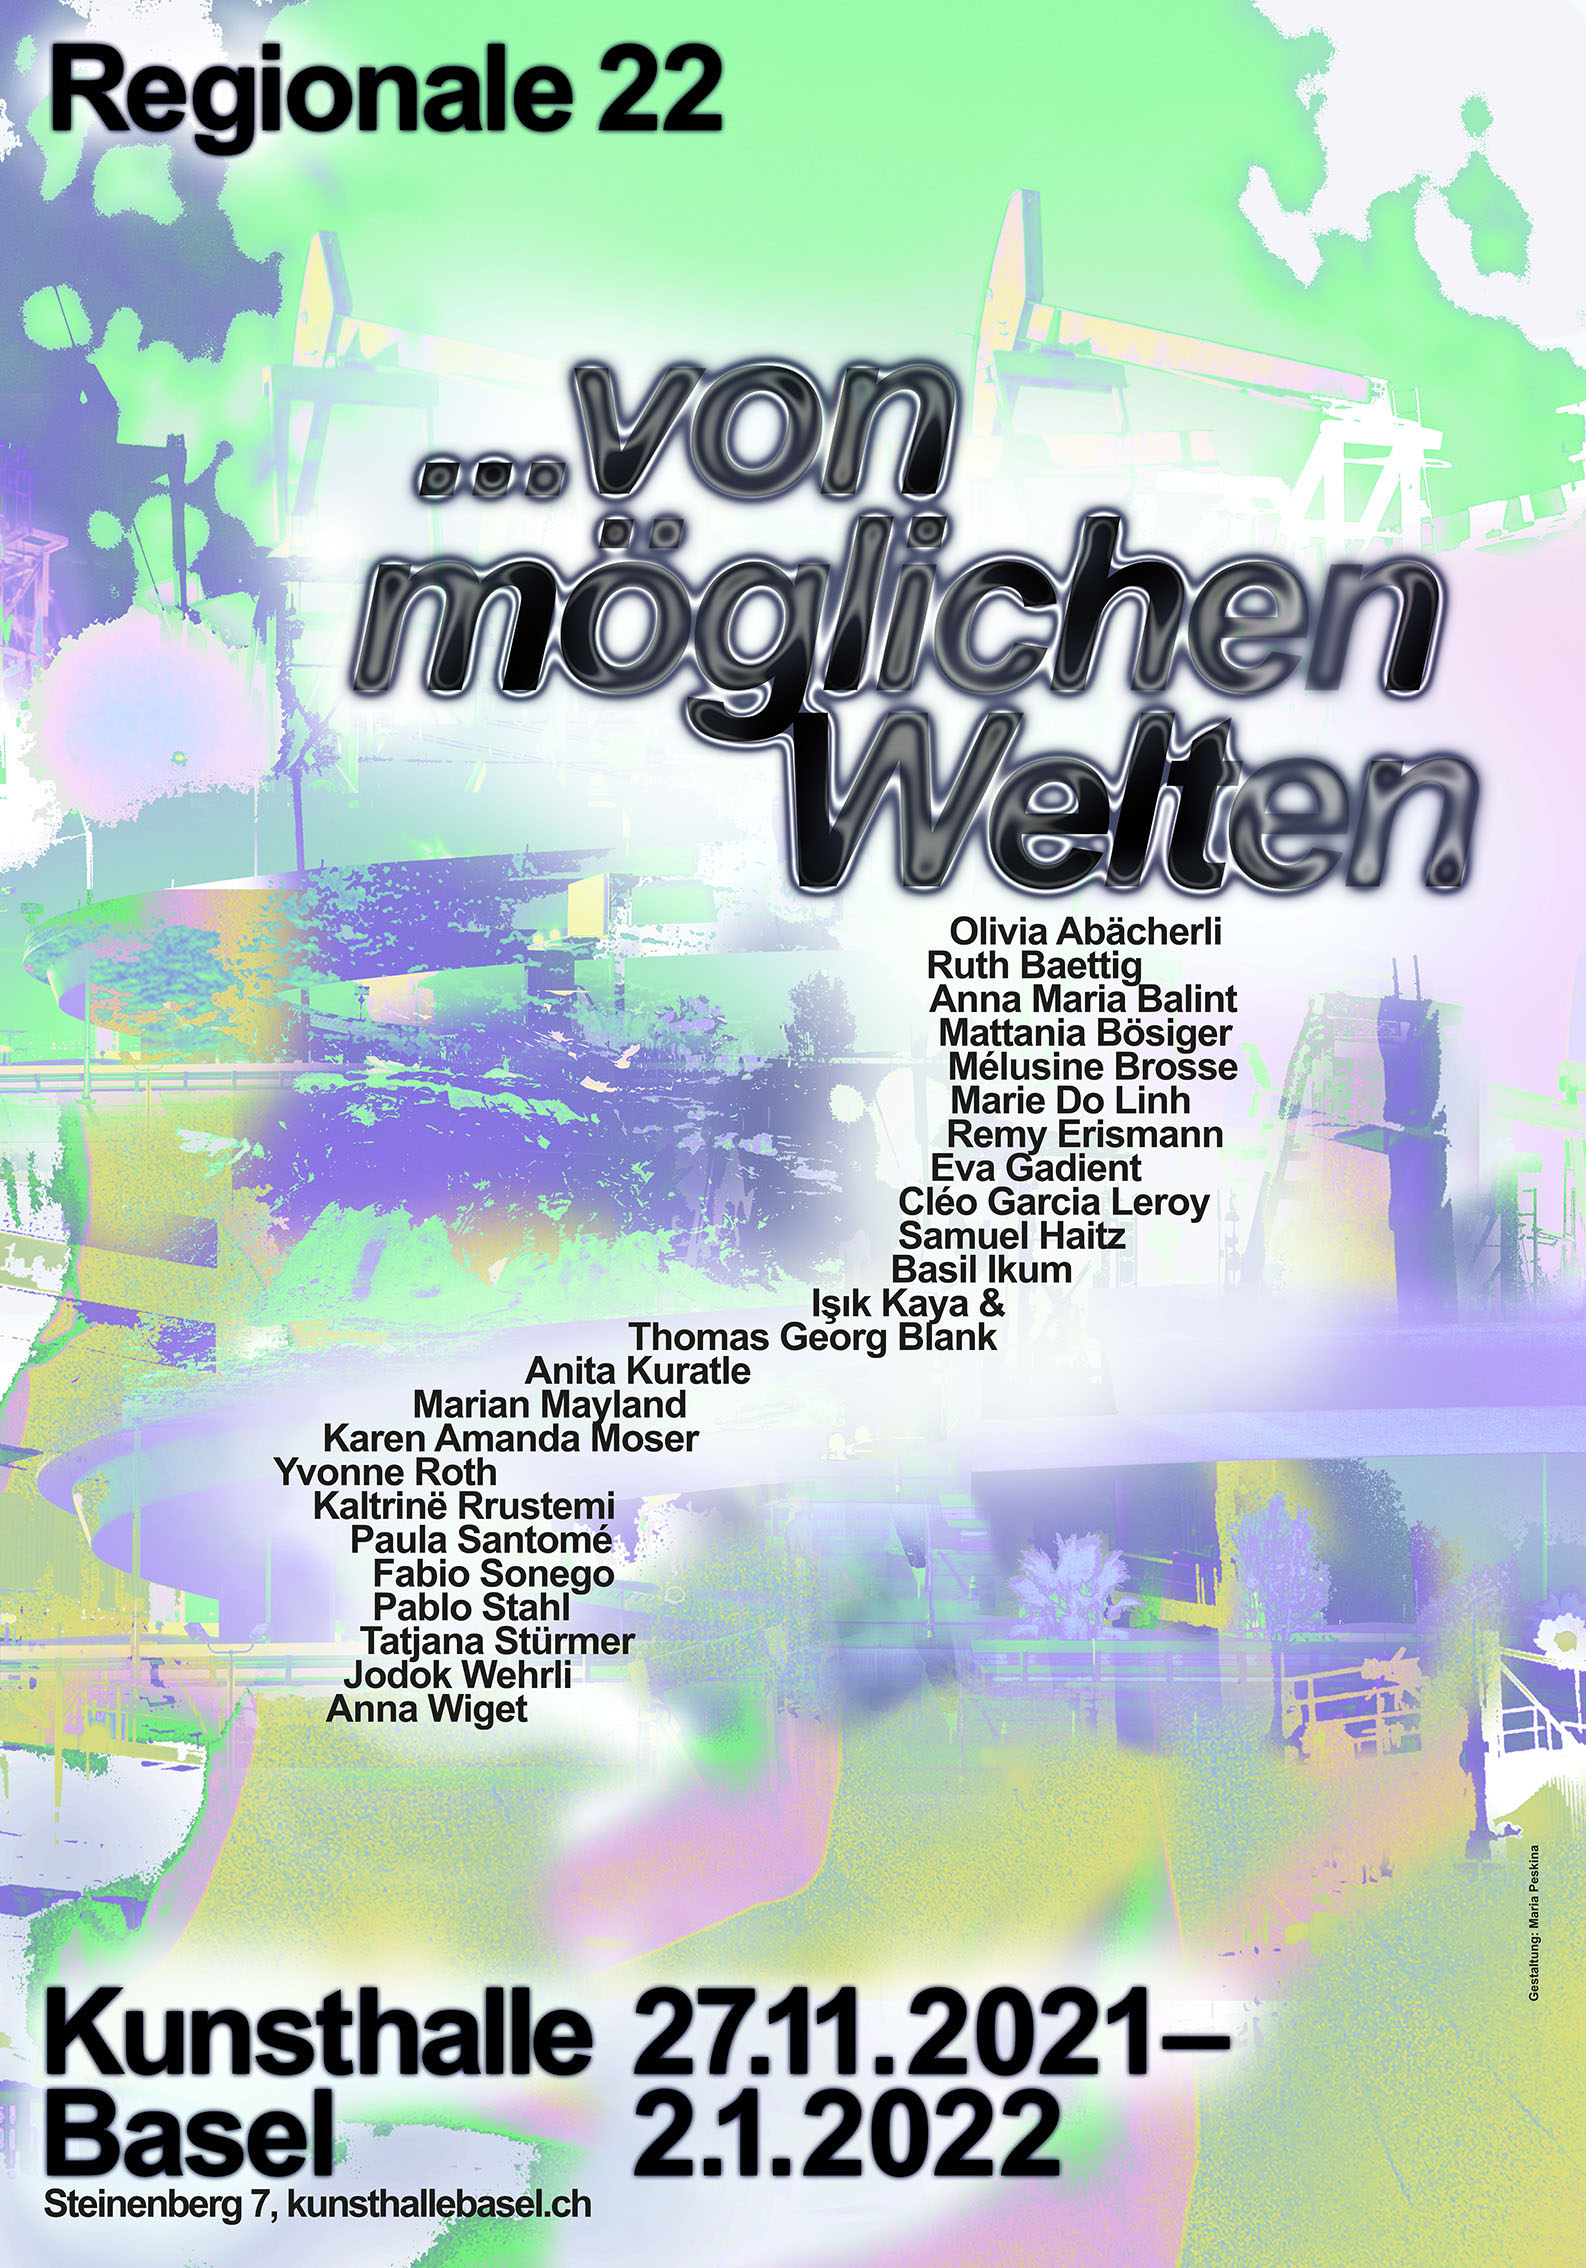 Regionale 22
...von
möglichen
Welten
Olivia Abächerli
Ruth Baettig
Anna Maria Balint
Mattania Bösiger
Mélusine Brosse
Marie Do Linh
Remy Erismann
Eva Gadient
Cléo Garcia Leroy
Samuel Haitz
Basil Ikum
Işık Kaya &
Thomas Georg Blank
Anita Kuratle
Marian Mayland
Karen Amanda Moser
Yvonne Roth
Kaltrinë Rrustemi
Paula Santomé
Fabio Sonego
Pablo Stahl
Tatjana Stürmer
Jodok Wehrli
Anna Wiget
Gestaltung: Maria Peskina
Kunsthalle 27.11.2021–
Basel 2.1.2022
Steinenberg 7, kunsthallebasel.ch